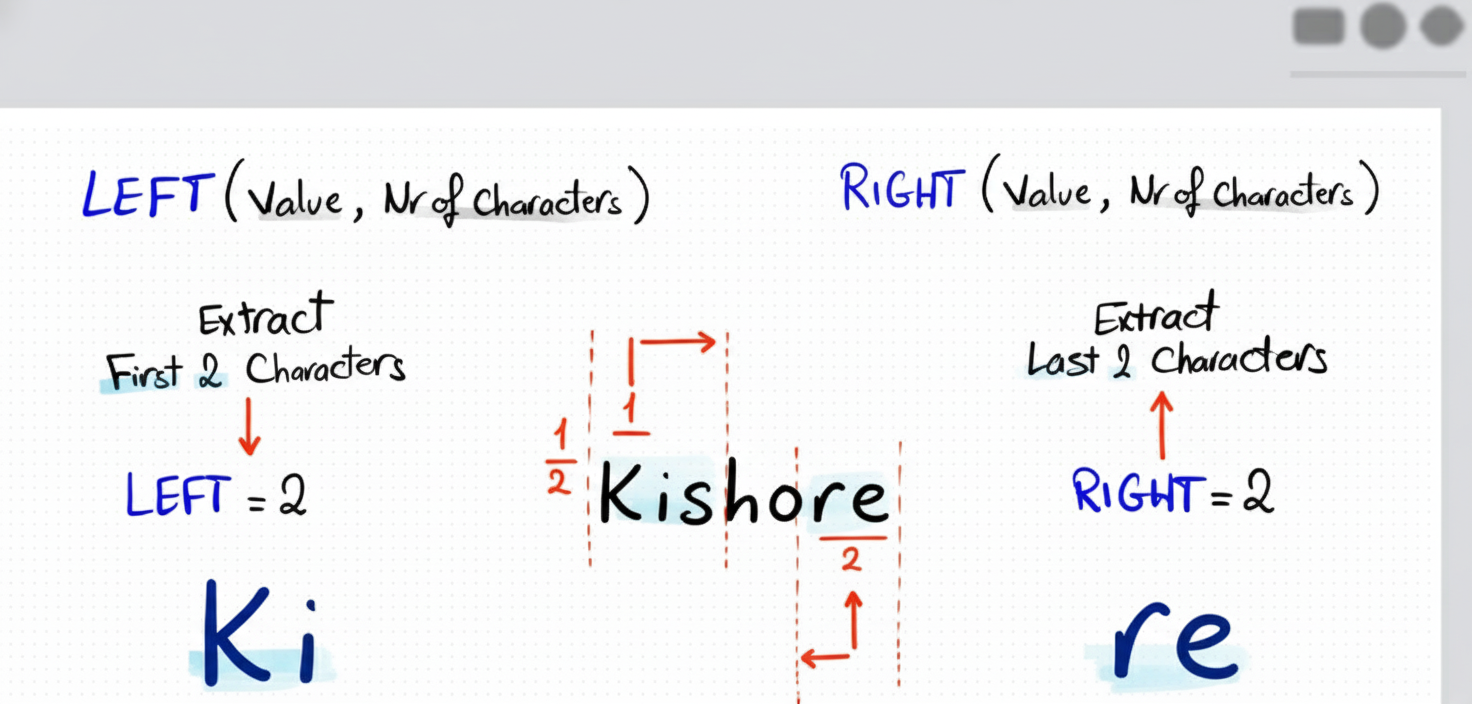 LEFT (Value, Nr of Characters)
RIGHT (Value, Nr of Characters)
Extract
First 2 Characters
LEFT = 2
Ki
1
1
2
Kishore
2
Extract
Last 2 Characters
RIGHT = 2
re